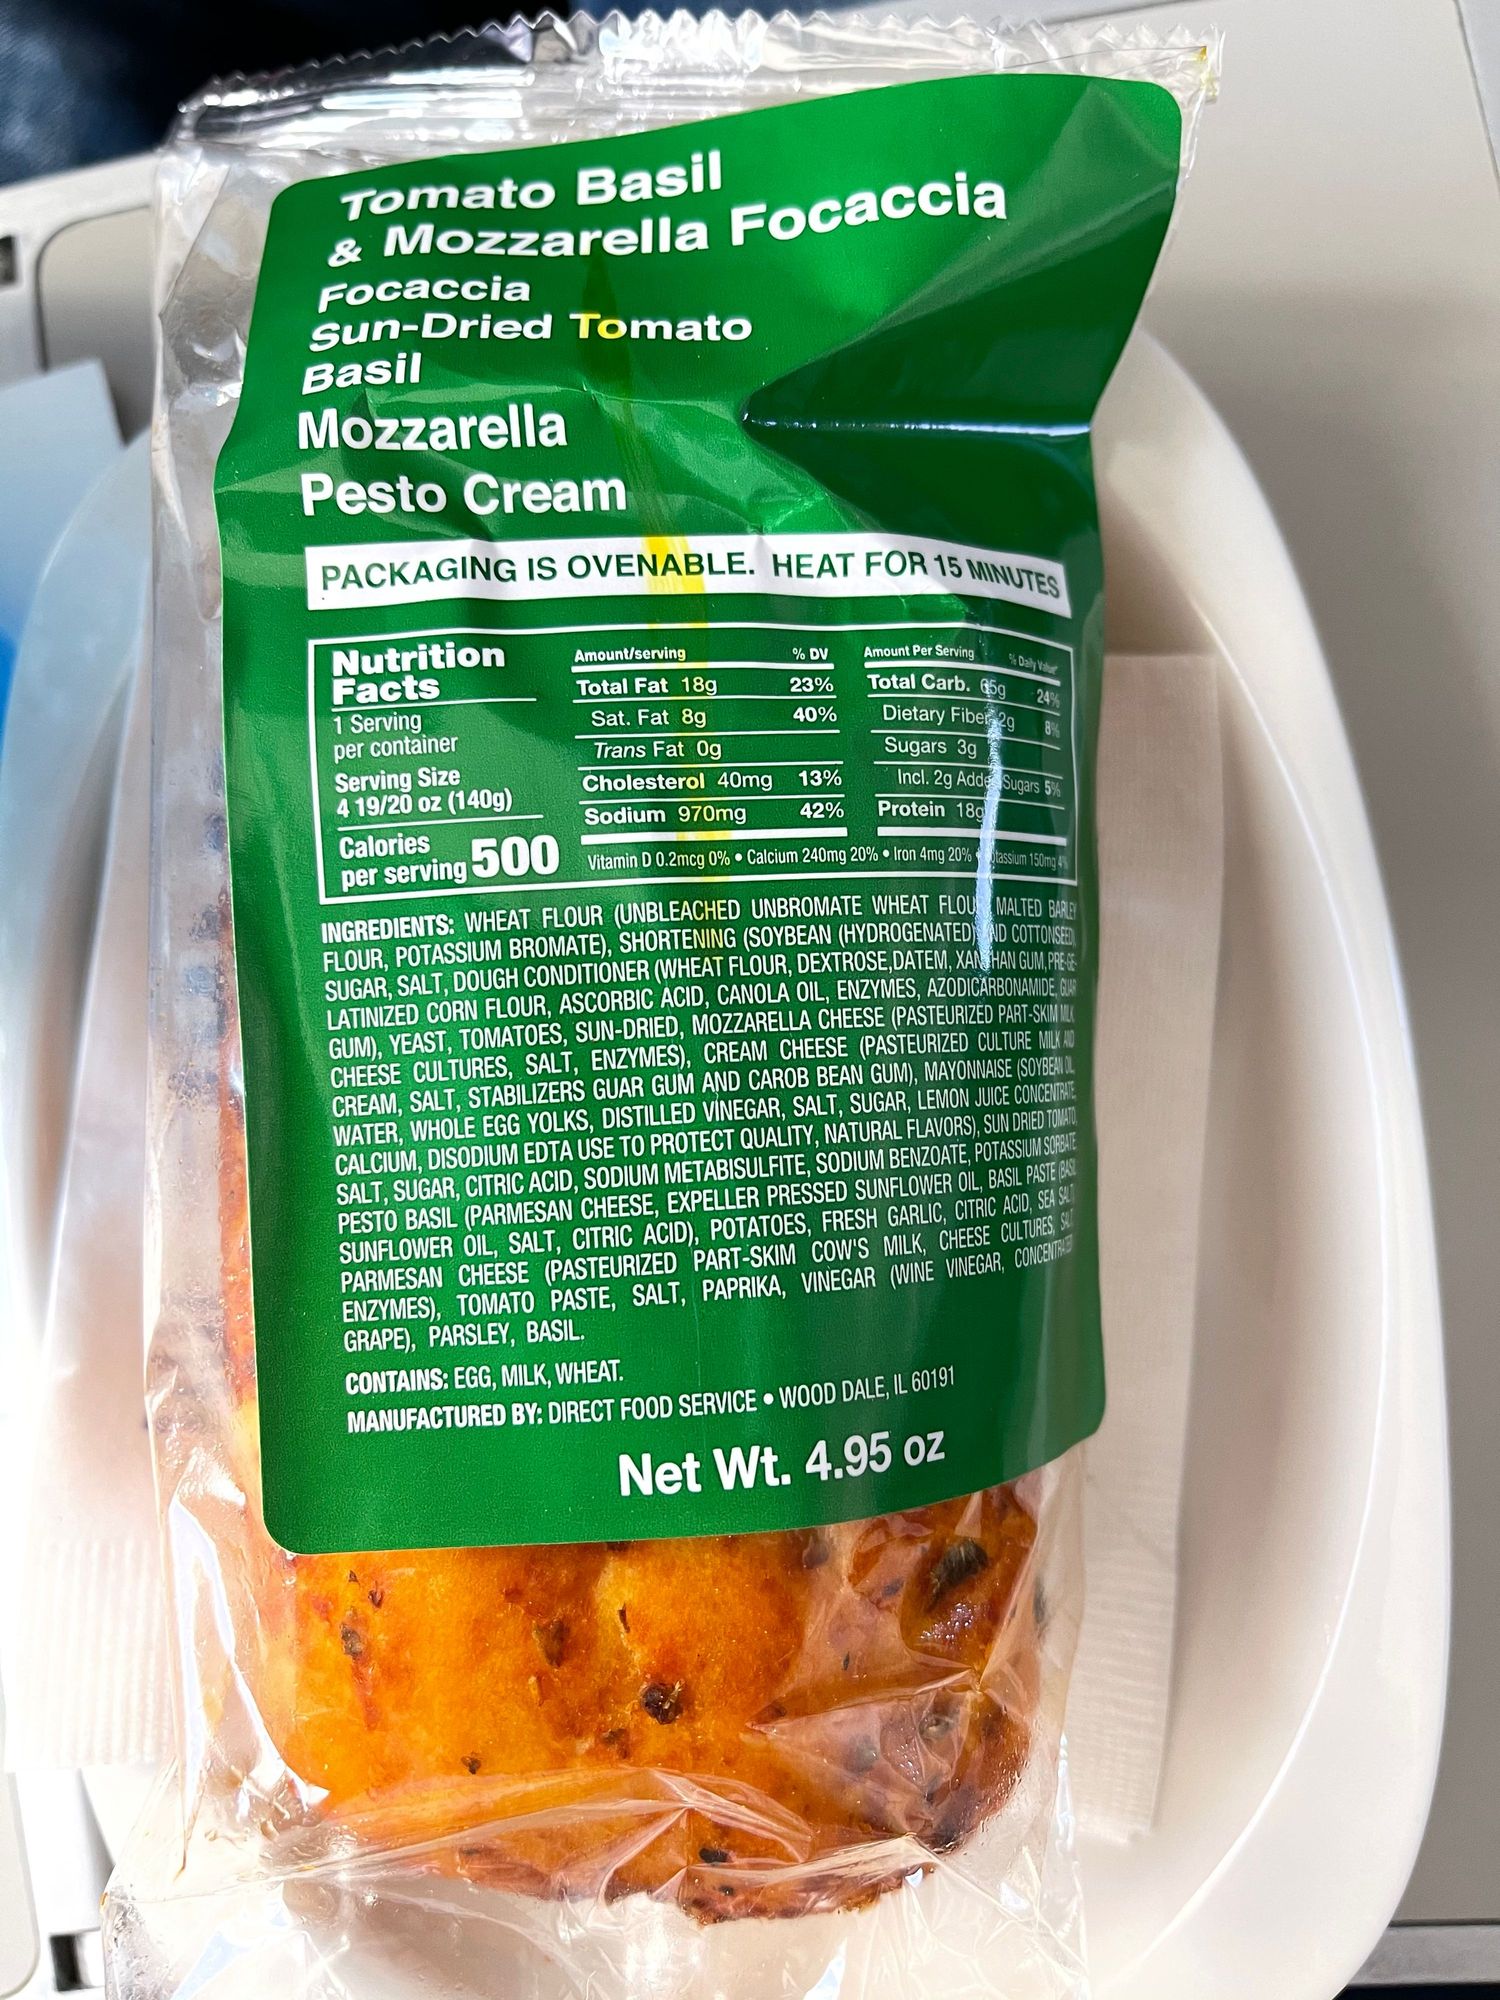 Tomato Basil
& Mozzarella Focaccia
Focaccia
Sun-Dried Tomato
Basil
Mozzarella
Pesto Cream
PACKAGING IS OVENABLE. HEAT FOR 15 MINUTES
Nutrition
Facts
1 Serving
per container
Serving Size
4 19/20 oz (140g)
Calories
per serving 500
Amount/serving % DV
Total Fat 18g 23%
Sat. Fat 8g 40%
Trans Fat 0g
Cholesterol 40mg 13%
Sodium 970mg 42%
Amount Per Serving % Daily Value*
Total Carb. 65g 24%
Dietary Fiber 2g 8%
Sugars 3g
Incl. 2g Added Sugars 5%
Protein 18g
Vitamin D 0.2mcg 0% • Calcium 240mg 20% • Iron 4mg 20% • Potassium 150mg 4%
INGREDIENTS: WHEAT FLOUR (UNBLEACHED UNBROMATE WHEAT FLOUR MALTED BARLEY
FLOUR, POTASSIUM BROMATE), SHORTENING (SOYBEAN (HYDROGENATED) AND COTTONSEED),
SUGAR, SALT, DOUGH CONDITIONER (WHEAT FLOUR, DEXTROSE,DATEM, XANTHAN GUM, PRE-GE-
LATINIZED CORN FLOUR, ASCORBIC ACID, CANOLA OIL, ENZYMES, AZODICARBONAMIDE, GUAR
GUM), YEAST, TOMATOES, SUN-DRIED, MOZZARELLA CHEESE (PASTEURIZED PART-SKIM MILK
CHEESE CULTURES, SALT, ENZYMES), CREAM CHEESE (PASTEURIZED CULTURE MILK AND
CREAM, SALT, STABILIZERS GUAR GUM AND CAROB BEAN GUM), MAYONNAISE (SOYBEAN OIL,
WATER, WHOLE EGG YOLKS, DISTILLED VINEGAR, SALT, SUGAR, LEMON JUICE CONCENTRATE,
CALCIUM, DISODIUM EDTA USE TO PROTECT QUALITY, NATURAL FLAVORS), SUN DRIED TOMATO,
SALT, SUGAR, CITRIC ACID, SODIUM METABISULFITE, SODIUM BENZOATE, POTASSIUM SORBATE
PESTO BASIL (PARMESAN CHEESE, EXPELLER PRESSED SUNFLOWER OIL, BASIL PASTE (BASIL
SUNFLOWER OIL, SALT, CITRIC ACID), POTATOES, FRESH GARLIC, CITRIC ACID, SEA SALT
PARMESAN CHEESE (PASTEURIZED PART-SKIM COW'S MILK, CHEESE CULTURES, SALT,
ENZYMES), TOMATO PASTE, SALT, PAPRIKA, VINEGAR (WINE VINEGAR, CONCENTRATED
GRAPE), PARSLEY, BASIL.
CONTAINS: EGG, MILK, WHEAT.
MANUFACTURED BY: DIRECT FOOD SERVICE • WOOD DALE, IL 60191
Net Wt. 4.95 oz